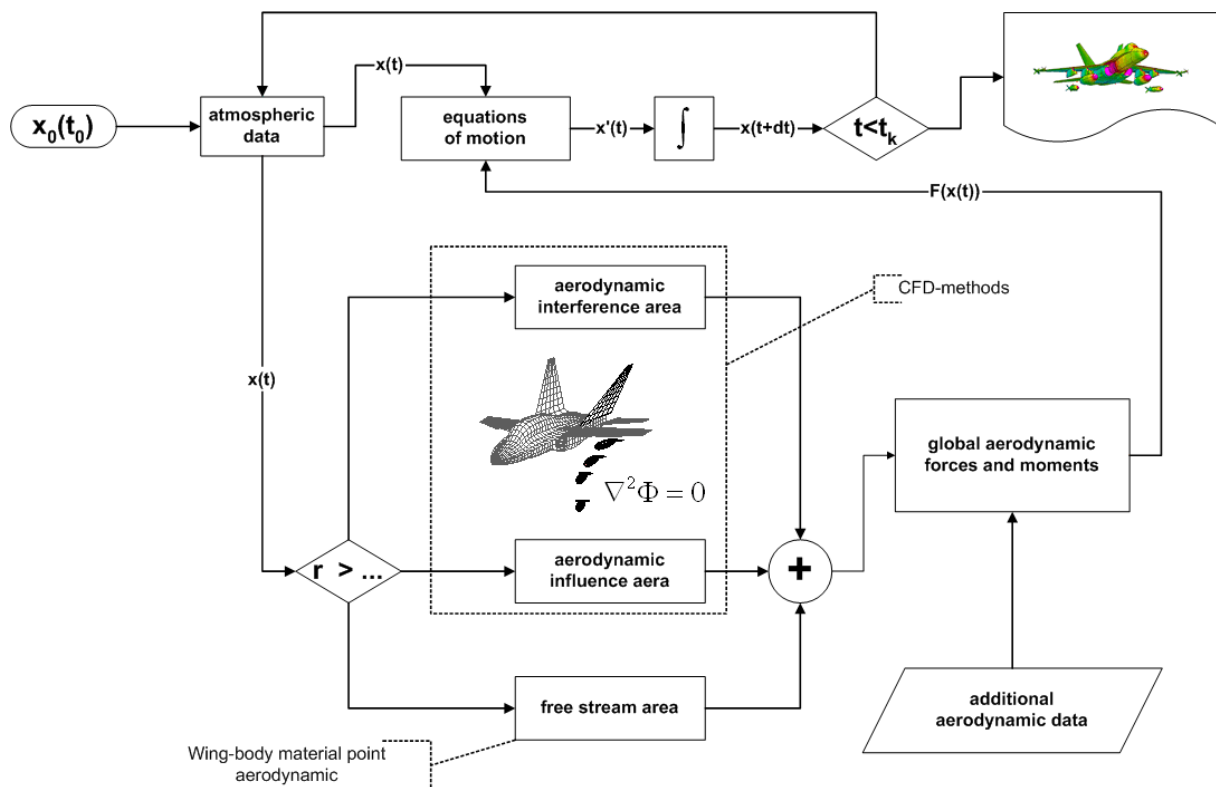 x₀(t₀)
atmospheric
data
x(t)
equations
of motion
x'(t)
∫
x(t+dt)
t<tₖ
F(x(t))
aerodynamic
interference area
CFD-methods
x(t)
∇²Φ = 0
global aerodynamic
forces and moments
r > ...
aerodynamic
influence aera
+
free stream area
additional
aerodynamic data
Wing-body material point
aerodynamic